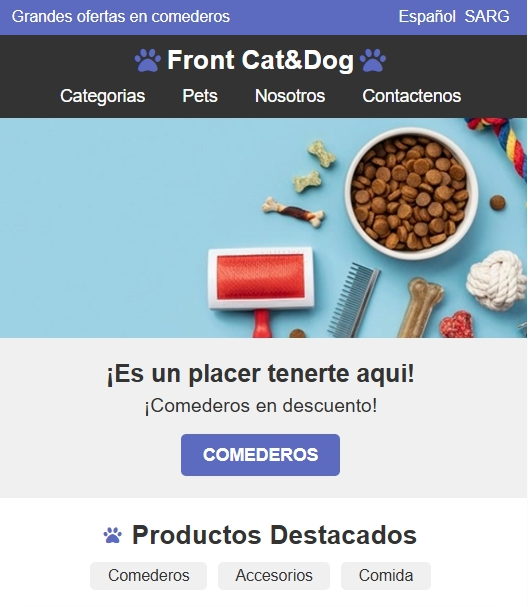 Grandes ofertas en comederos
Español SARG
Front Cat&Dog
Categorias Pets Nosotros Contactenos
¡Es un placer tenerte aqui!
¡Comederos en descuento!
COMEDEROS
Productos Destacados
Comederos Accesorios Comida